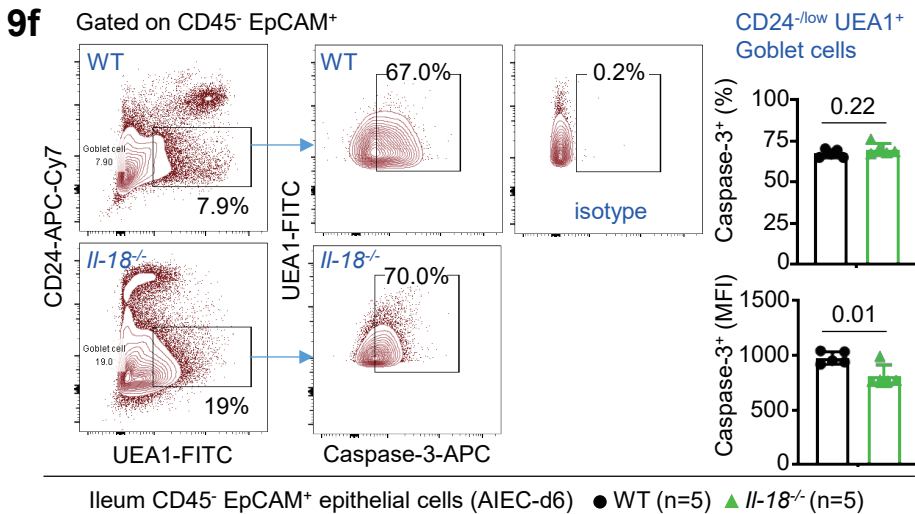 9f
Gated on CD45- EpCAM+
CD24-/low UEA1+
Goblet cells
WT
Goblet cell
7.90
7.9%
CD24-APC-Cy7
Il-18-/-
Goblet cell
19.0
19%
UEA1-FITC
WT
67.0%
UEA1-FITC
70.0%
Caspase-3-APC
0.2%
isotype
Caspase-3+ (%)
100
75
50
25
0
0.22
Caspase-3+ (MFI)
1500
1000
500
0
0.01
Ileum CD45- EpCAM+ epithelial cells (AIEC-d6) ● WT (n=5) ▲ Il-18-/- (n=5)